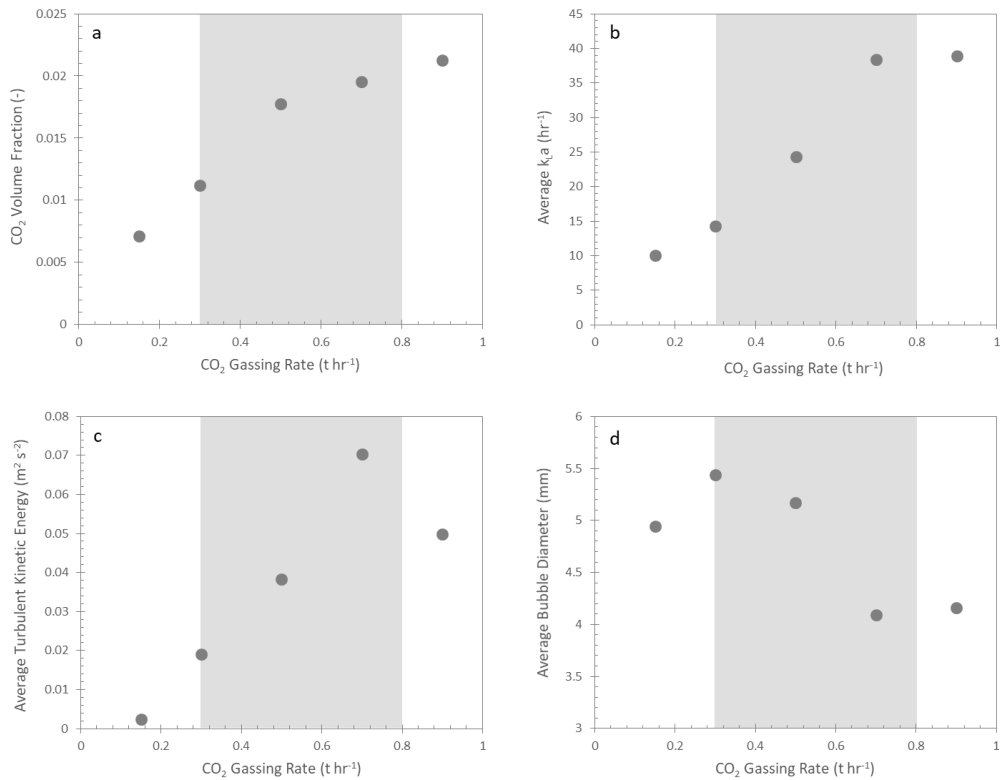 a
CO₂ Volume Fraction (-)
0.025
0.02
0.015
0.01
0.005
0
0 0.2 0.4 0.6 0.8 1
CO₂ Gassing Rate (t hr⁻¹)
b
Average kLa (hr⁻¹)
45
40
35
30
25
20
15
10
5
0
0 0.2 0.4 0.6 0.8 1
CO₂ Gassing Rate (t hr⁻¹)
c
Average Turbulent Kinetic Energy (m² s⁻²)
0.08
0.07
0.06
0.05
0.04
0.03
0.02
0.01
0
0 0.2 0.4 0.6 0.8 1
CO₂ Gassing Rate (t hr⁻¹)
d
Average Bubble Diameter (mm)
6
5.5
5
4.5
4
3.5
3
0 0.2 0.4 0.6 0.8 1
CO₂ Gassing Rate (t hr⁻¹)